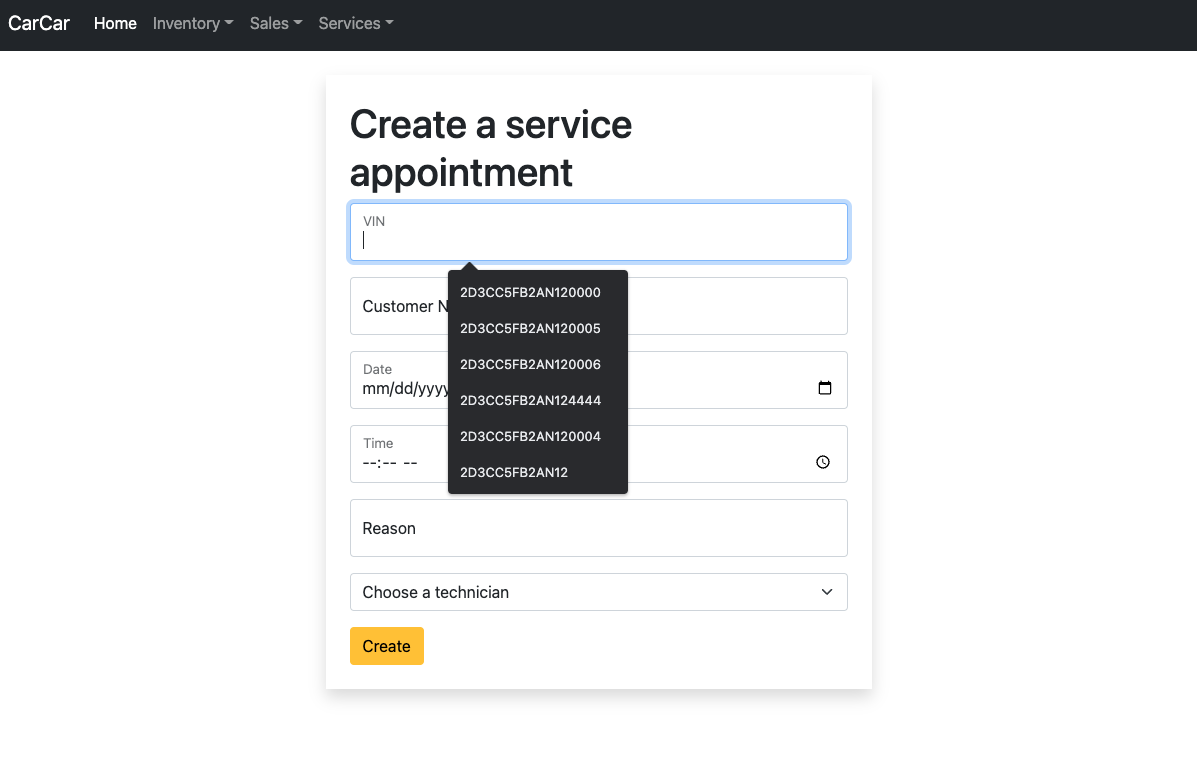 CarCar Home Inventory Sales Services
Create a service
appointment
VIN
2D3CC5FB2AN120000
2D3CC5FB2AN120005
2D3CC5FB2AN120006
2D3CC5FB2AN124444
2D3CC5FB2AN120004
2D3CC5FB2AN12
Customer N
Date
mm/dd/yyyy
Time
--:-- --
Reason
Choose a technician
Create